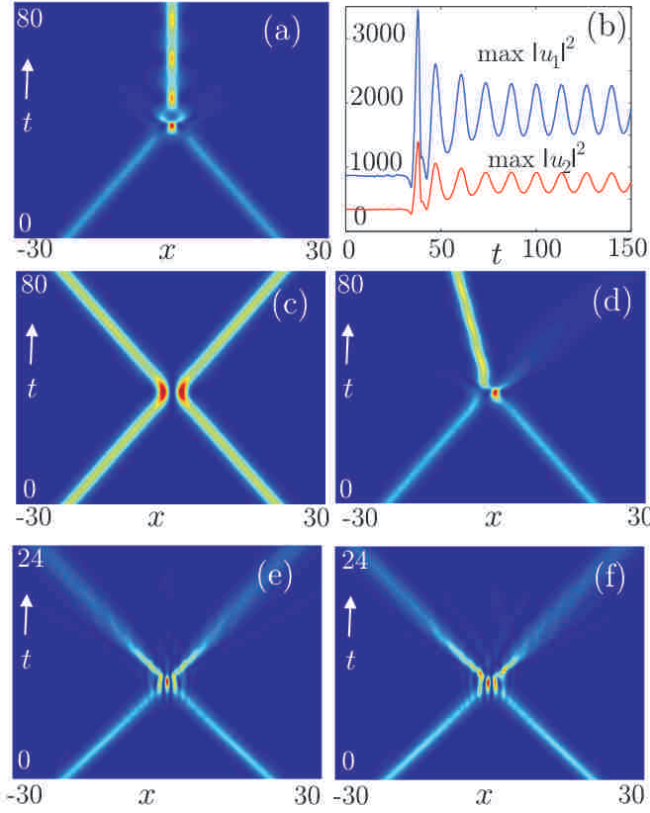 80 (a)
t
0
-30 x 30
3000 (b)
max |u₁|²
2000
1000 max |u₂|²
0
0 50 t 100 150
80 (c)
t
0
-30 x 30
80 (d)
t
0
-30 x 30
24 (e)
t
0
-30 x 30
24 (f)
t
0
-30 x 30